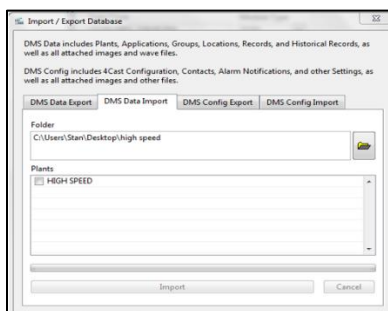 Import / Export Database
DMS Data includes Plants, Applications, Groups, Locations, Records, and Historical Records, as
well as all attached images and wave files.
DMS Config includes 4Cast Configuration, Contacts, Alarm Notifications, and other Settings, as
well as all attached images and other files.
DMS Data Export DMS Data Import DMS Config Export DMS Config Import
Folder
C:\Users\Stan\Desktop\high speed
Plants
HIGH SPEED
Import Cancel